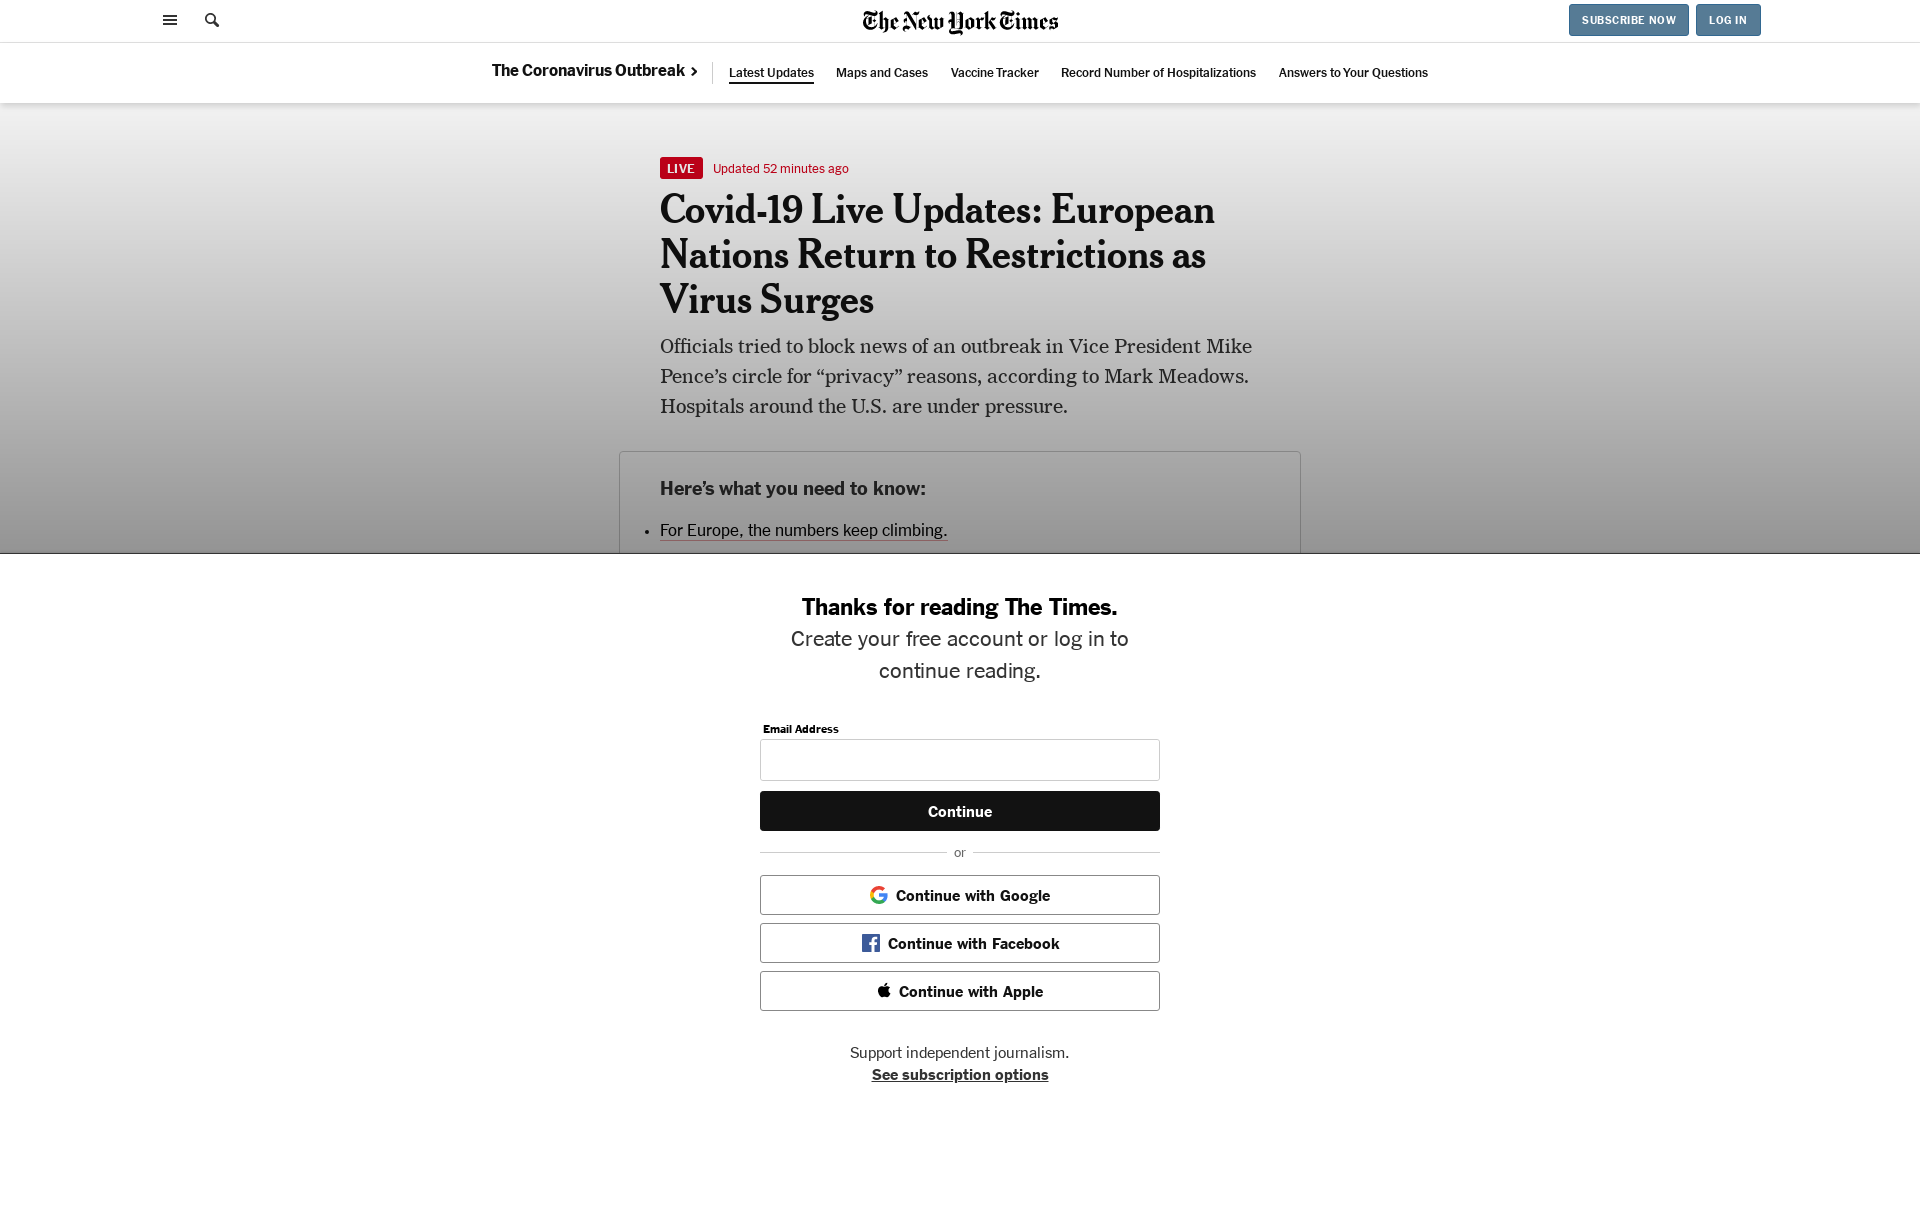 The New York Times
SUBSCRIBE NOW
LOG IN
The Coronavirus Outbreak
Latest Updates
Maps and Cases
Vaccine Tracker
Record Number of Hospitalizations
Answers to Your Questions
LIVE
Updated 52 minutes ago
Covid-19 Live Updates: European
Nations Return to Restrictions as
Virus Surges
Officials tried to block news of an outbreak in Vice President Mike
Pence’s circle for “privacy” reasons, according to Mark Meadows.
Hospitals around the U.S. are under pressure.
Here’s what you need to know:
For Europe, the numbers keep climbing.
Thanks for reading The Times.
Create your free account or log in to
continue reading.
Email Address
Continue
or
Continue with Google
Continue with Facebook
Continue with Apple
Support independent journalism.
See subscription options